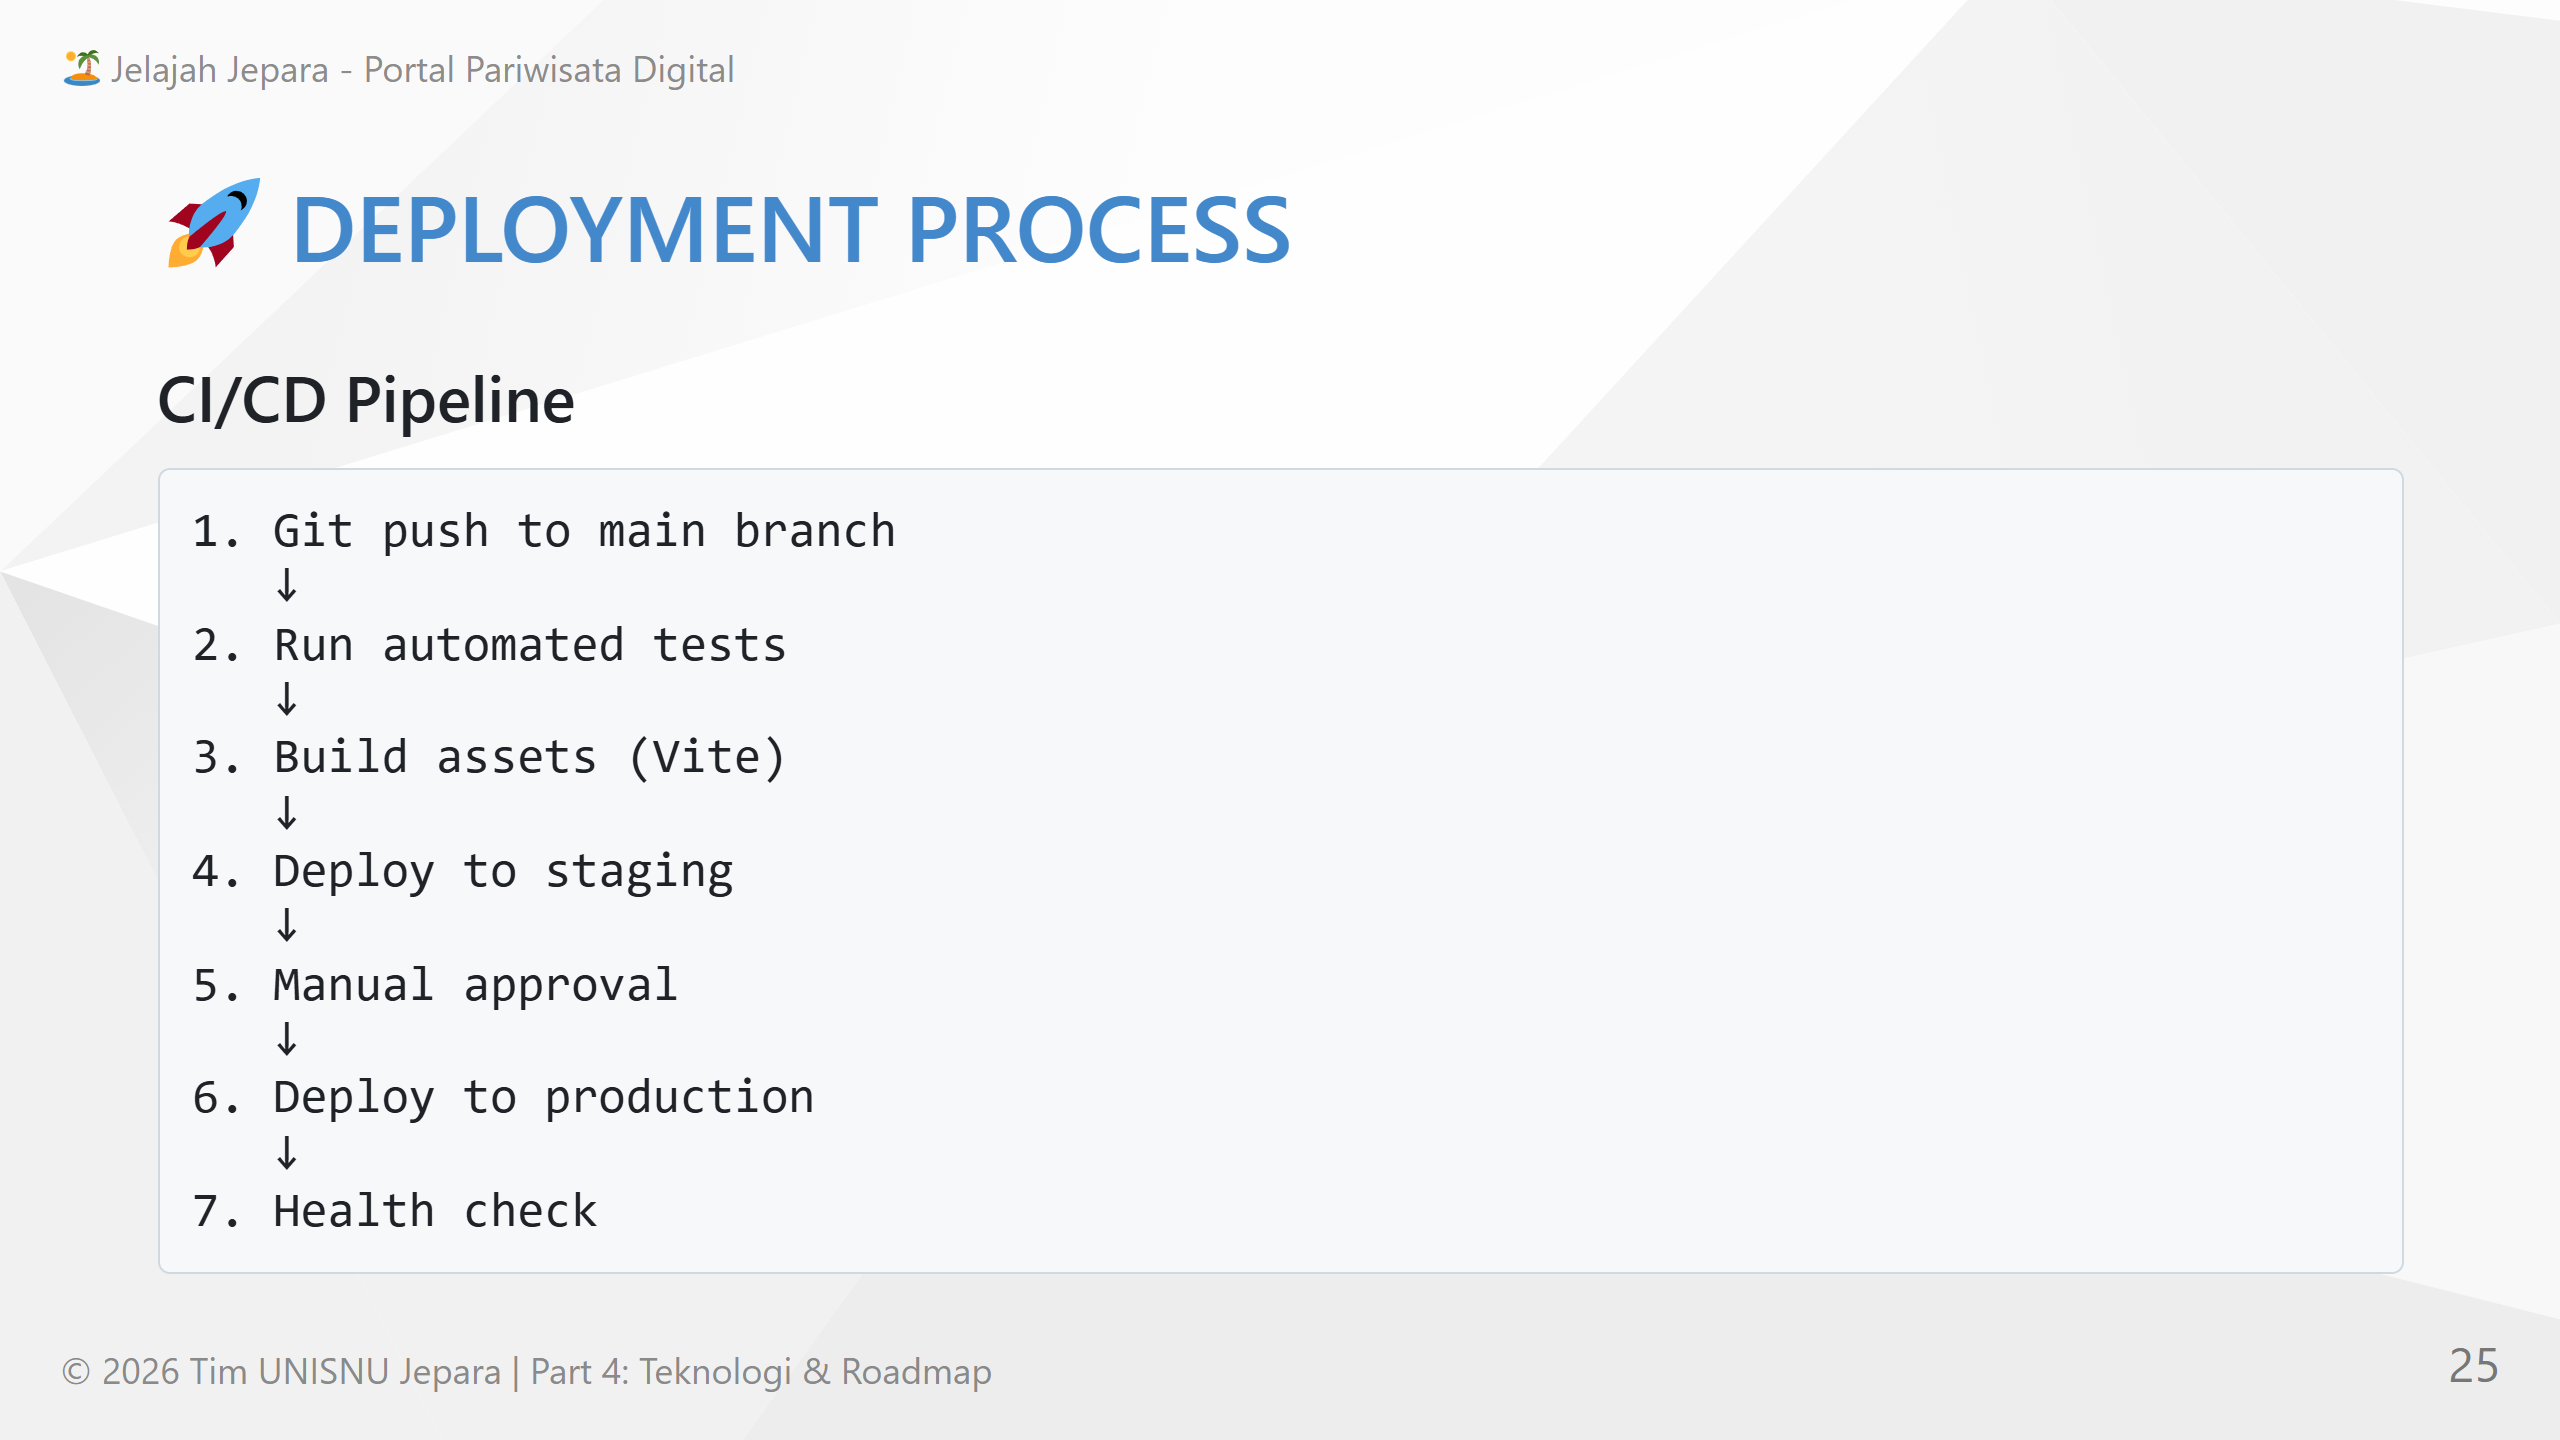 Jelajah Jepara - Portal Pariwisata Digital
DEPLOYMENT PROCESS
CI/CD Pipeline
1. Git push to main branch
↓
2. Run automated tests
↓
3. Build assets (Vite)
↓
4. Deploy to staging
↓
5. Manual approval
↓
6. Deploy to production
↓
7. Health check
© 2026 Tim UNISNU Jepara | Part 4: Teknologi & Roadmap
25